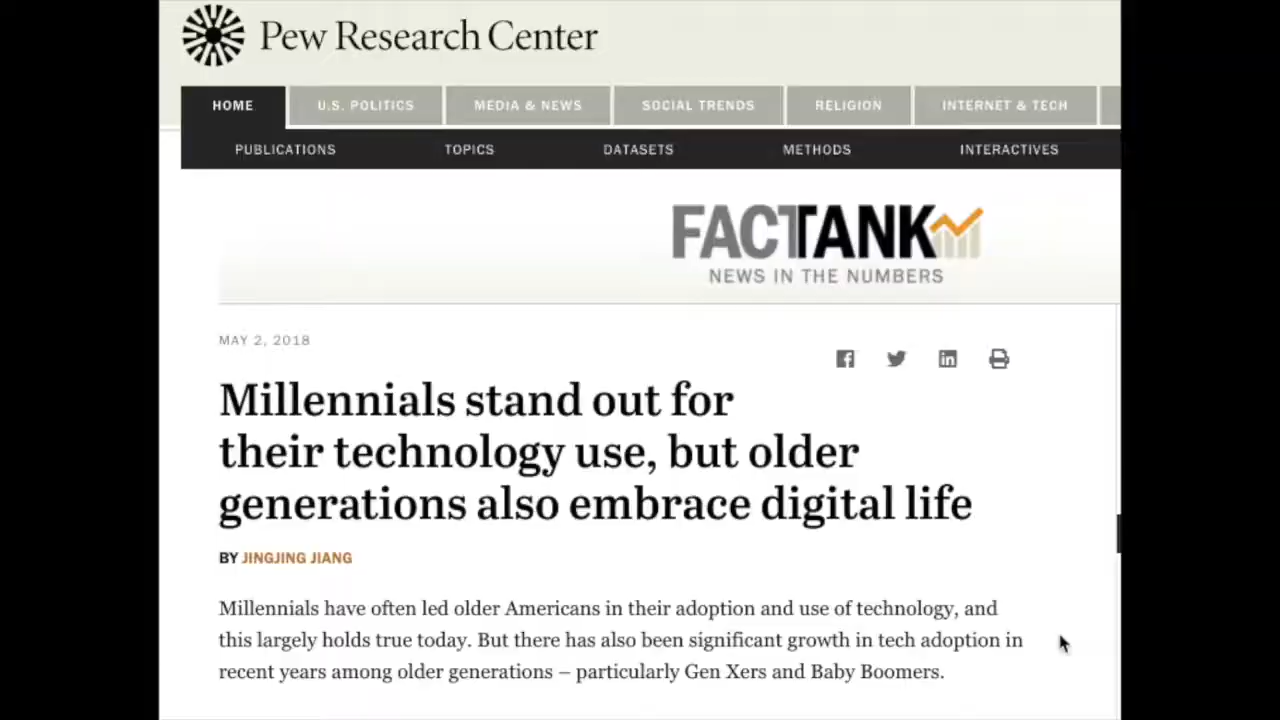 Pew Research Center
HOME
U.S. POLITICS
MEDIA & NEWS
SOCIAL TRENDS
RELIGION
INTERNET & TECH
PUBLICATIONS
TOPICS
DATASETS
METHODS
INTERACTIVES
FACTANK
NEWS IN THE NUMBERS
MAY 2, 2018
Millennials stand out for
their technology use, but older
generations also embrace digital life
BY JINGJING JIANG
Millennials have often led older Americans in their adoption and use of technology, and
this largely holds true today. But there has also been significant growth in tech adoption in
recent years among older generations – particularly Gen Xers and Baby Boomers.